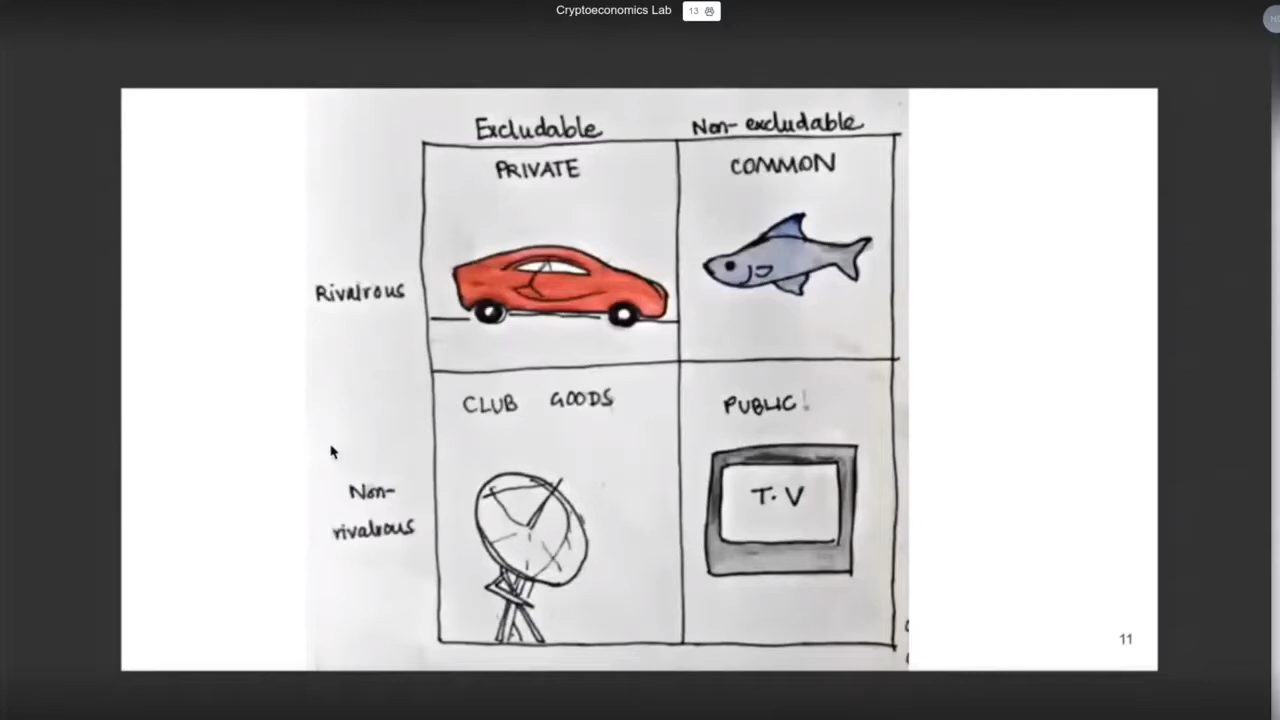 Cryptoeconomics Lab 13
Excludable Non-excludable
PRIVATE COMMON
Rivalrous
CLUB GOODS PUBLIC!
Non-
rivalrous
T.V
11